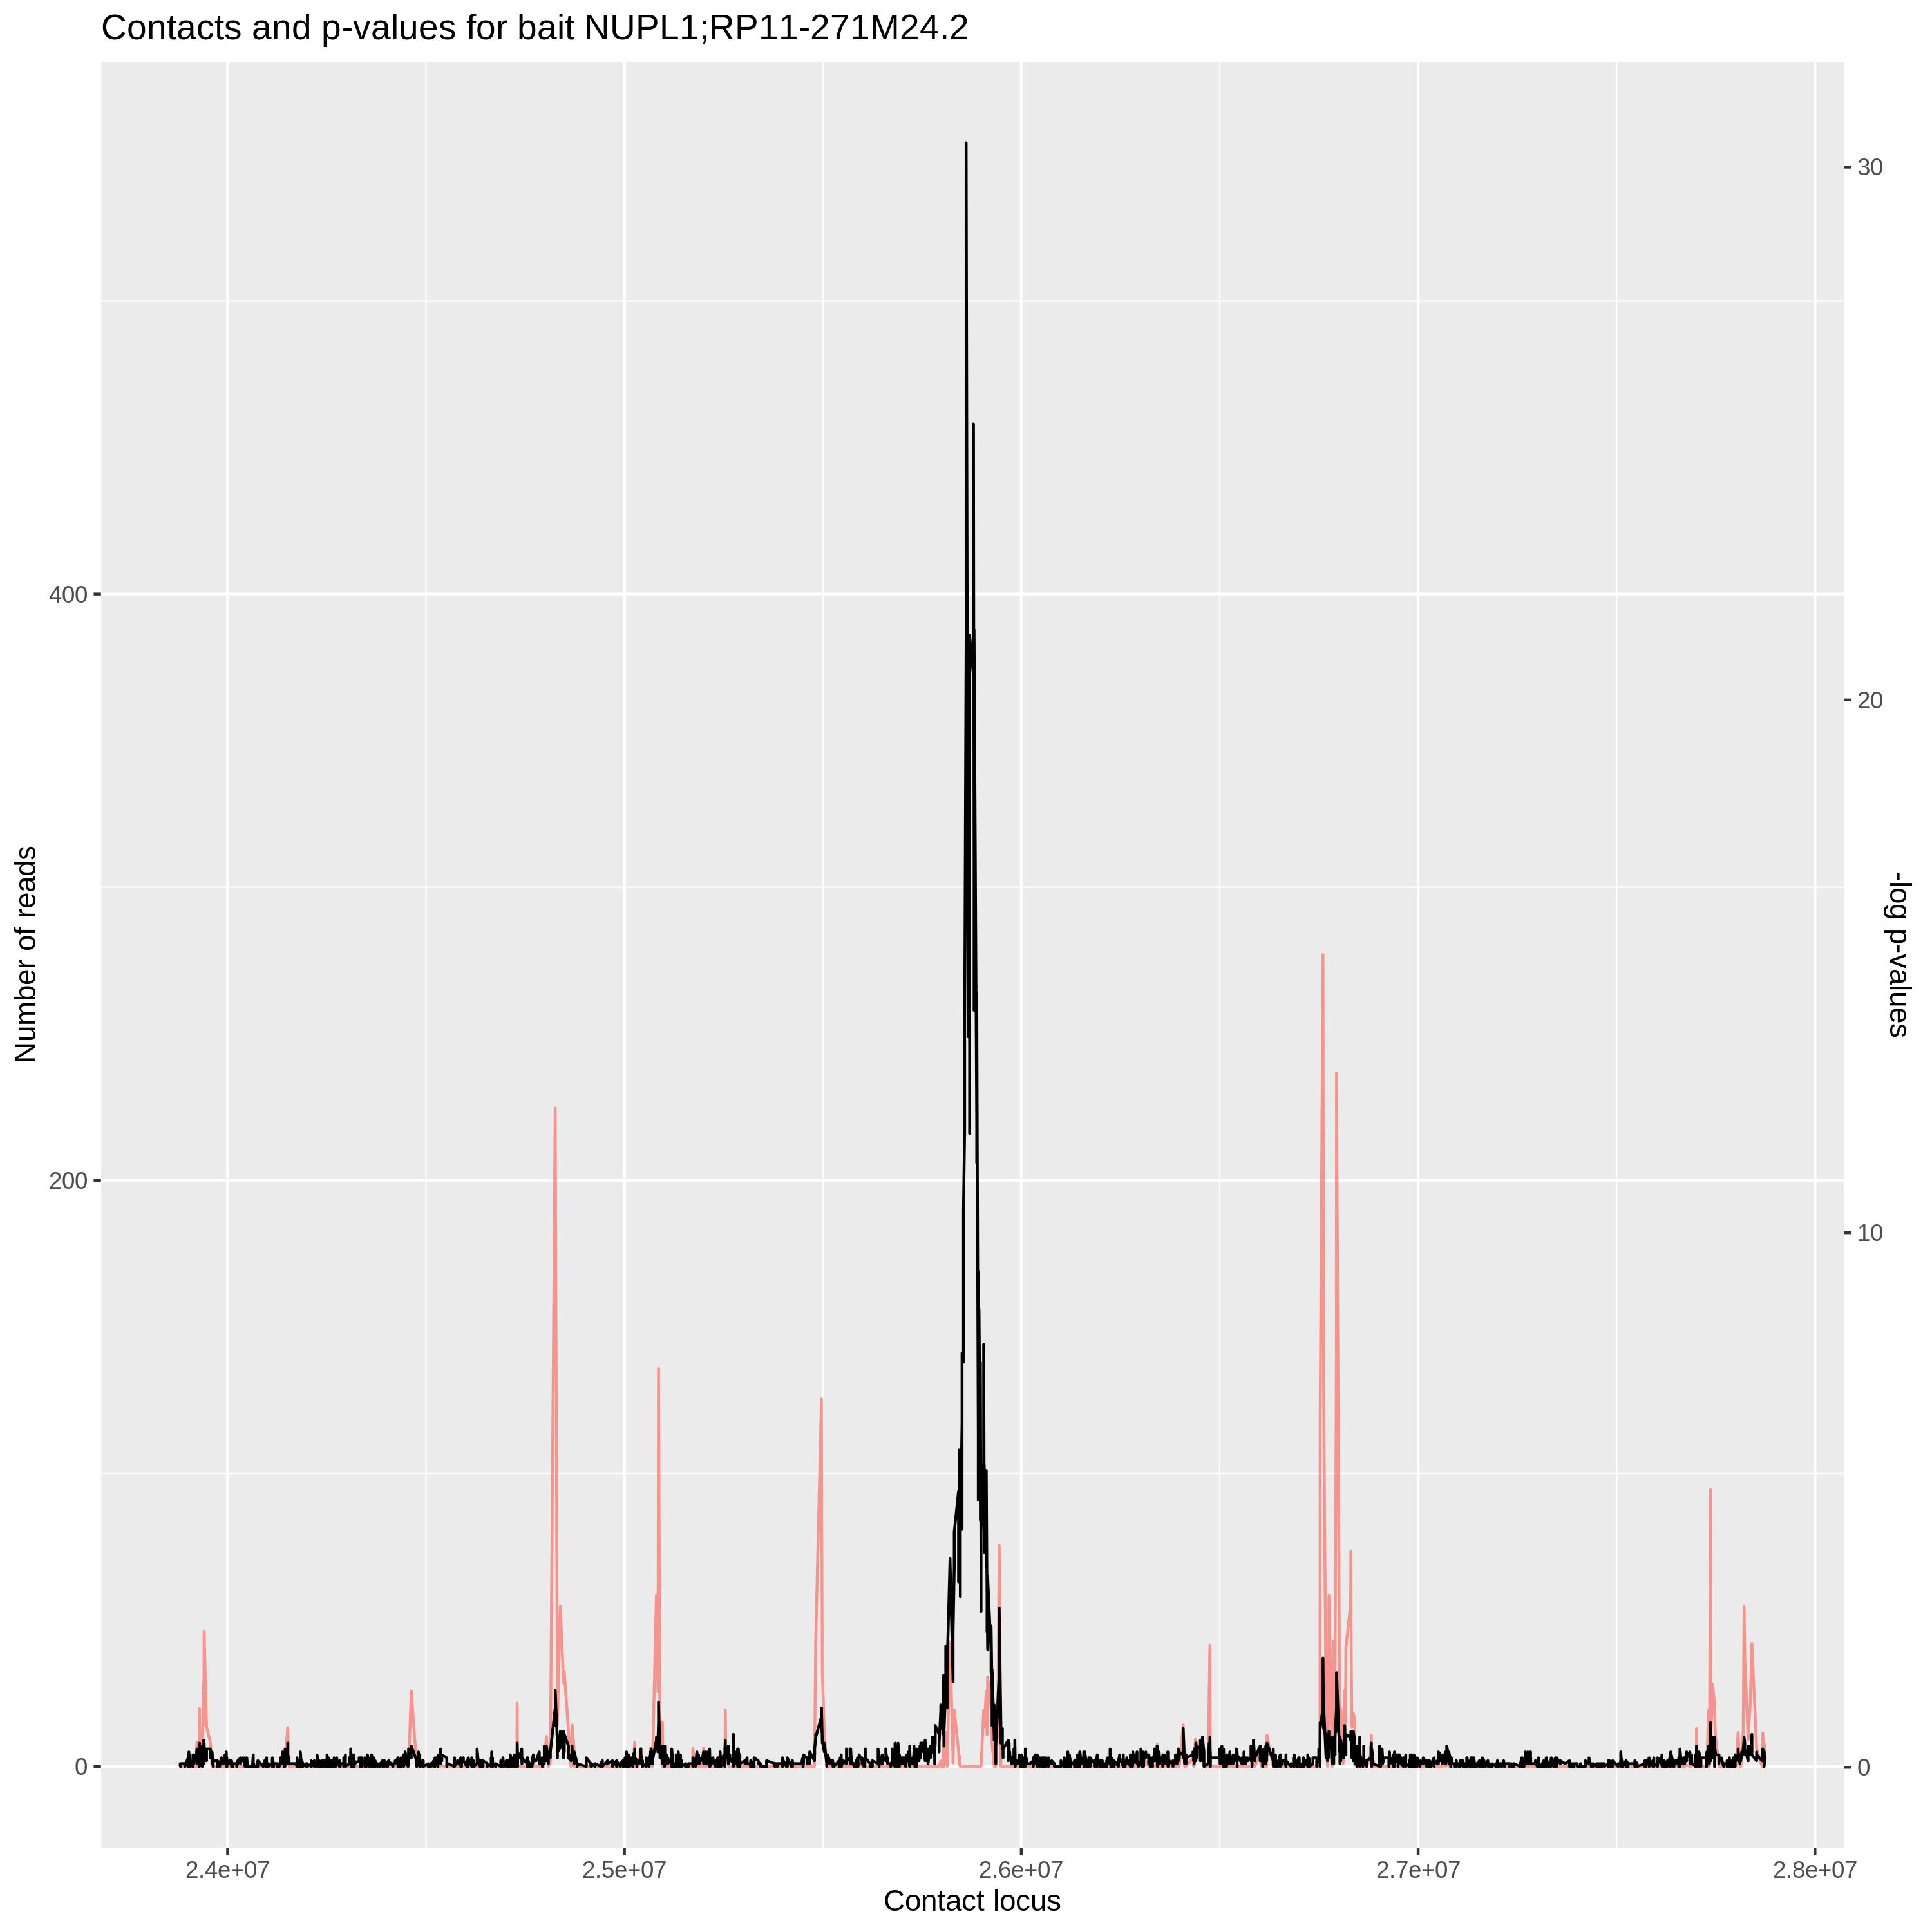 Contacts and p-values for bait NUPL1;RP11-271M24.2
30
400
20
Number of reads
-log p-values
200
10
0
0
2.4e+07
2.5e+07
2.6e+07
2.7e+07
2.8e+07
Contact locus